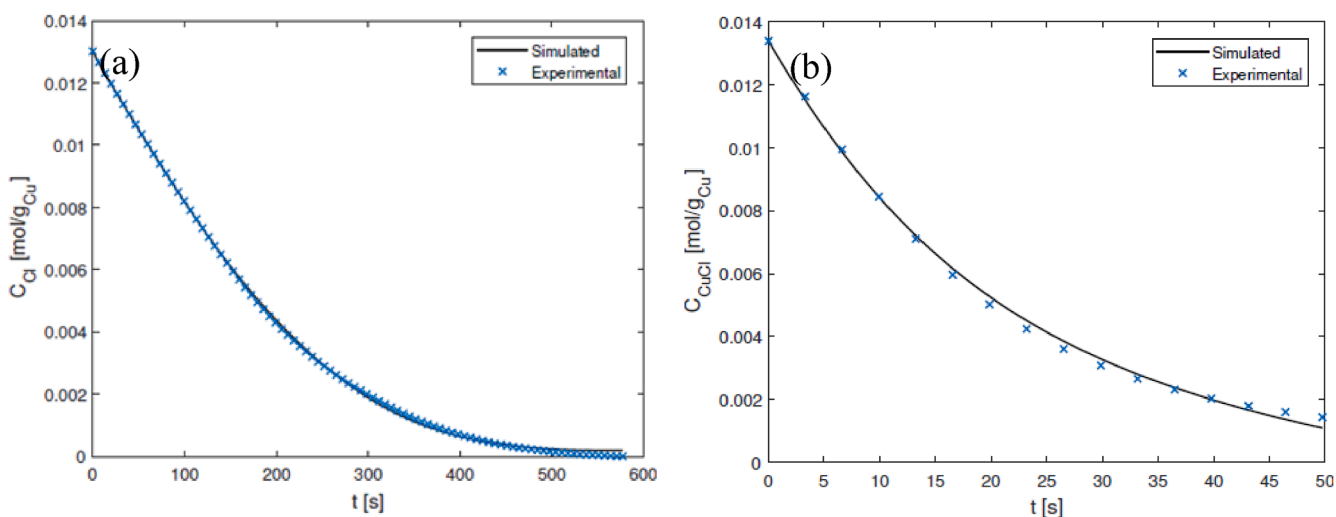 (a)
Simulated
Experimental
0.014
0.012
0.01
0.008
0.006
0.004
0.002
0
C_Cl [mol/g_Cu]
0 100 200 300 400 500 600
t [s]
(b)
Simulated
Experimental
0.014
0.012
0.01
0.008
0.006
0.004
0.002
0
C_CuCl [mol/g_Cu]
0 5 10 15 20 25 30 35 40 45 50
t [s]